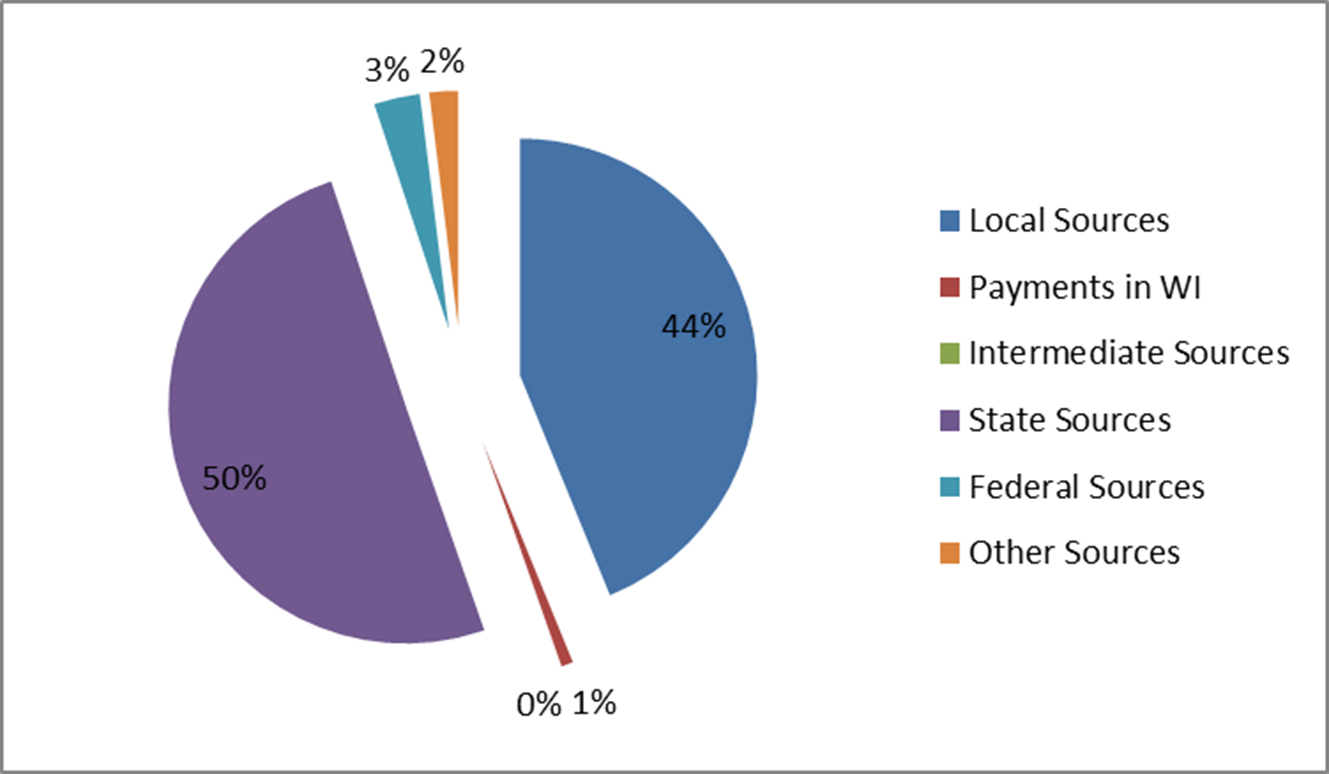 3% 2%
44%
50%
0% 1%
Local Sources
Payments in WI
Intermediate Sources
State Sources
Federal Sources
Other Sources